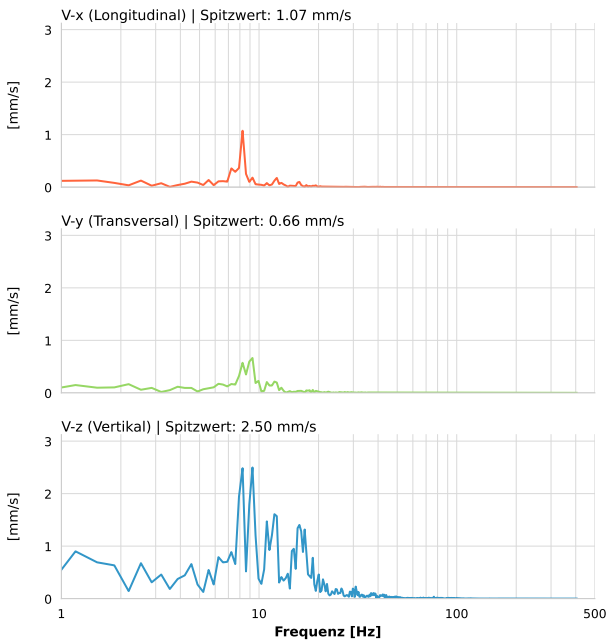 V-x (Longitudinal) | Spitzwert: 1.07 mm/s
3
2
1
0
[mm/s]
V-y (Transversal) | Spitzwert: 0.66 mm/s
3
2
1
0
[mm/s]
V-z (Vertikal) | Spitzwert: 2.50 mm/s
3
2
1
0
[mm/s]
1 10 100 500
Frequenz [Hz]